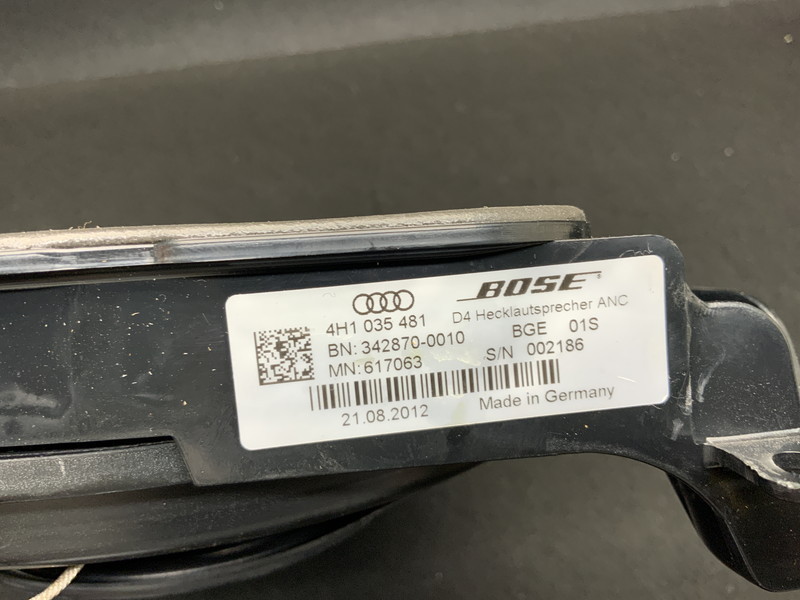 BOSE
4H1 035 481 D4 Hecklautsprecher ANC
BN: 342870-0010 BGE 01S
MN: 617063 S/N 002186
21.08.2012 Made in Germany